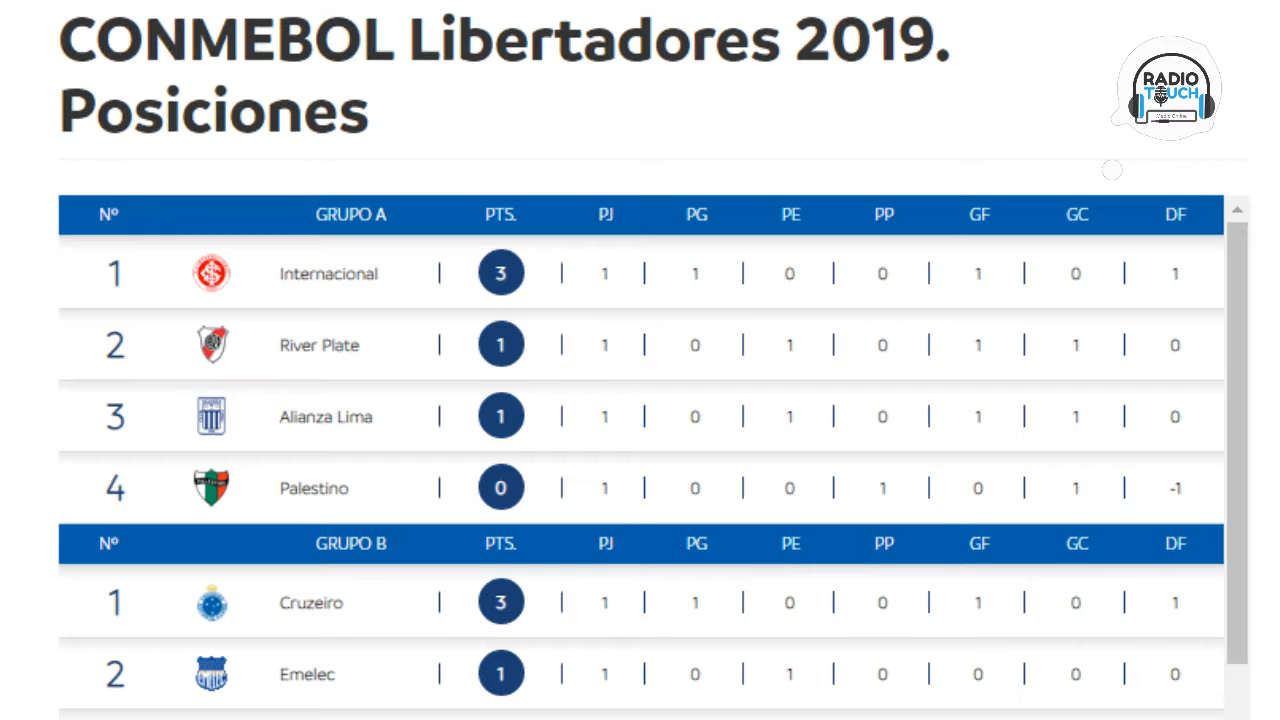 CONMEBOL Libertadores 2019.
Posiciones
RADIO
TOUCH
Nº GRUPO A PTS. PJ PG PE PP GF GC DF
1 Internacional 3 1 1 0 0 1 0 1
2 River Plate 1 1 0 1 0 1 1 0
3 Alianza Lima 1 1 0 1 0 1 1 0
4 Palestino 0 1 0 0 1 0 1 -1
Nº GRUPO B PTS. PJ PG PE PP GF GC DF
1 Cruzeiro 3 1 1 0 0 1 0 1
2 Emelec 1 1 0 1 0 0 0 0